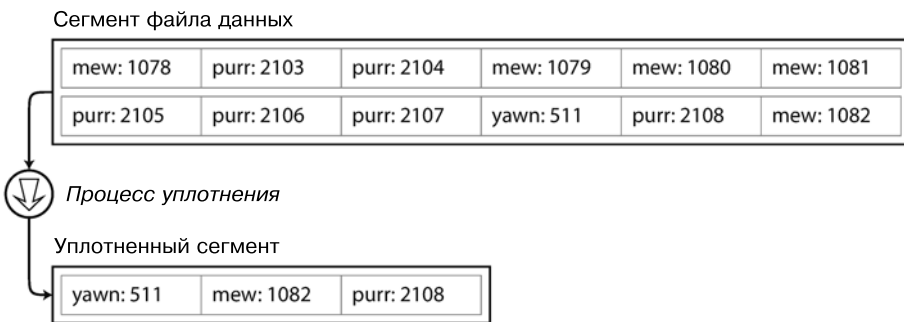 Сегмент файла данных
mew: 1078 purr: 2103 purr: 2104 mew: 1079 mew: 1080 mew: 1081
purr: 2105 purr: 2106 purr: 2107 yawn: 511 purr: 2108 mew: 1082
Процесс уплотнения
Уплотненный сегмент
yawn: 511 mew: 1082 purr: 2108